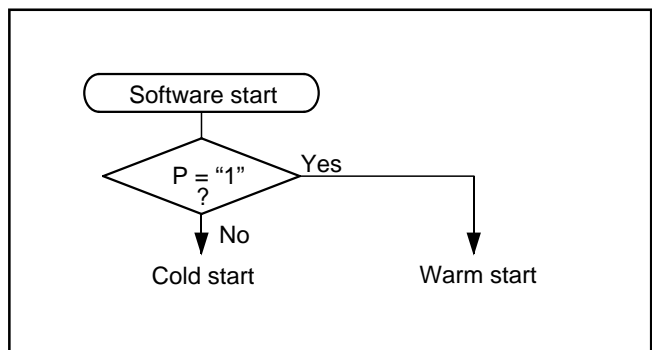 Software start
P = “1”
?
Yes
No
Cold start
Warm start